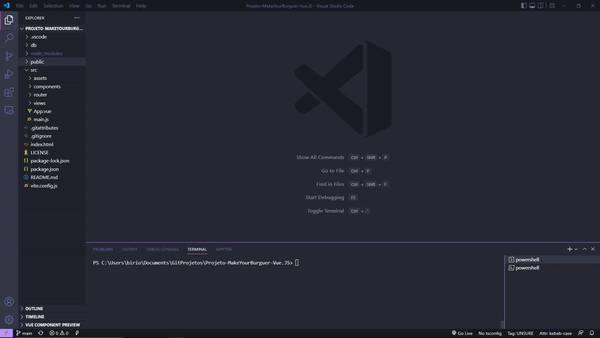 File Edit Selection View Go Run Terminal Help
Projeto-MakeYourBurguer-Vue.JS - Visual Studio Code
EXPLORER
PROJETO-MAKEYOURBURG...
.vscode
db
node_modules
public
src
assets
components
router
views
App.vue
main.js
.gitattributes
.gitignore
index.html
LICENSE
package-lock.json
package.json
README.md
vite.config.js
Show All Commands Ctrl + Shift + P
Go to File Ctrl + P
Find in Files Ctrl + Shift + F
Start Debugging F5
Toggle Terminal Ctrl + '
PROBLEMS OUTPUT DEBUG CONSOLE TERMINAL JUPYTER
PS C:\Users\birio\Documents\GitProjetos\Projeto-MakeYourBurguer-Vue.JS>
powershell
powershell
OUTLINE
TIMELINE
VUE COMPONENT PREVIEW
main 0 0 Go Live No tsconfig Tag: UNSURE Attr: kebab-case